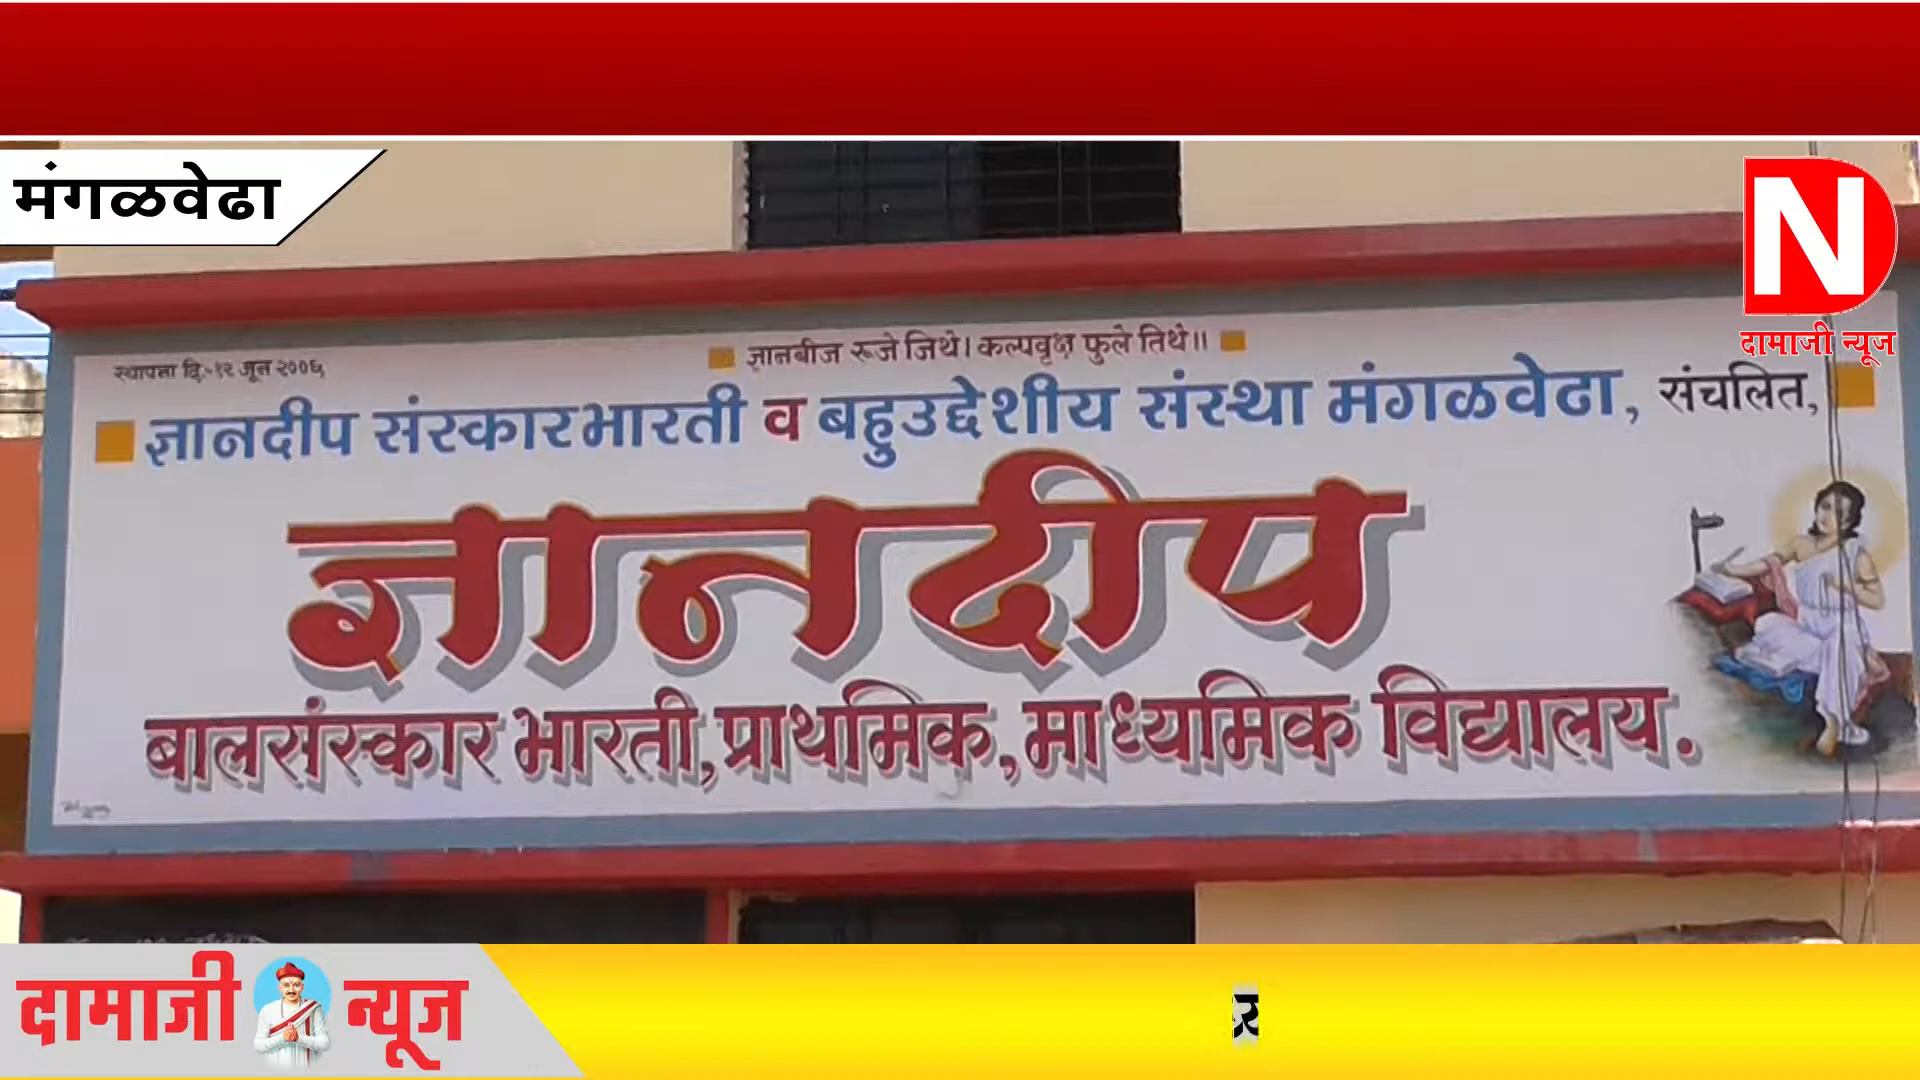 मंगळवेढा
N
दामाजी न्यूज
ज्ञानबीज रूजे जिथे। कल्पवृक्ष फुले तिथे॥
स्थापना दि.-१२ जून २००६
ज्ञानदीप संस्कारभारती व बहुउद्देशीय संस्था मंगळवेढा, संचलित,
ज्ञानदीप
बालसंस्कार भारती, प्राथमिक, माध्यमिक विद्यालय.
दामाजी न्यूज